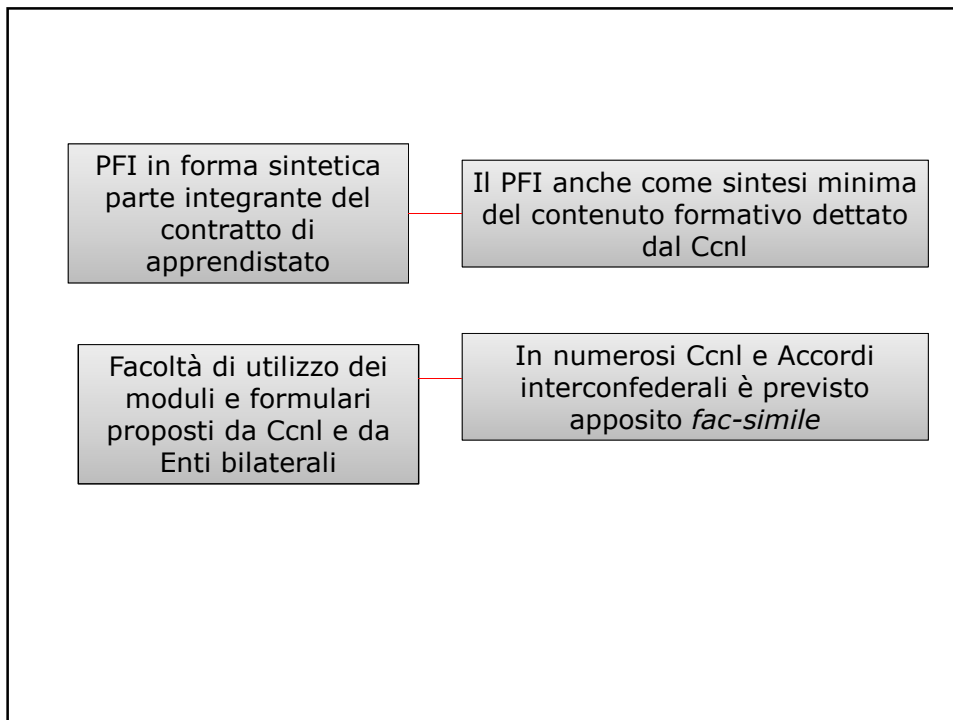 PFI in forma sintetica
parte integrante del
contratto di
apprendistato
Il PFI anche come sintesi minima
del contenuto formativo dettato
dal Ccnl
Facoltà di utilizzo dei
moduli e formulari
proposti da Ccnl e da
Enti bilaterali
In numerosi Ccnl e Accordi
interconfederali è previsto
apposito fac-simile